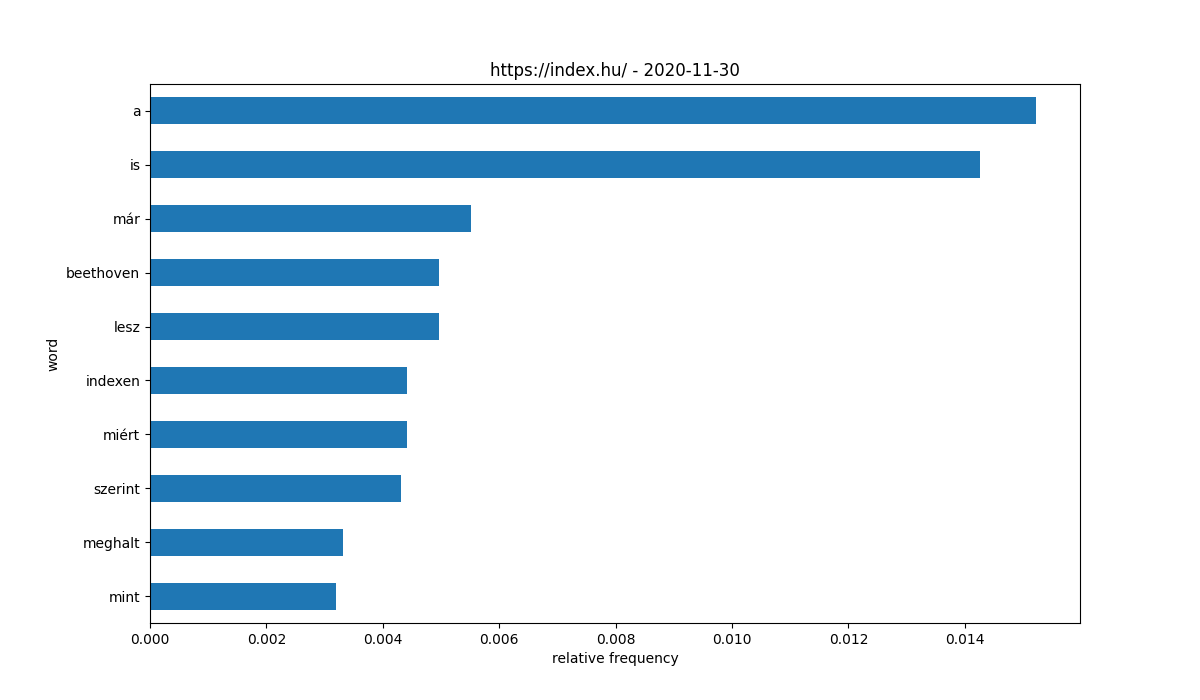 https://index.hu/ - 2020-11-30
a
is
már
beethoven
lesz
word
indexen
miért
szerint
meghalt
mint
0.000 0.002 0.004 0.006 0.008 0.010 0.012 0.014
relative frequency